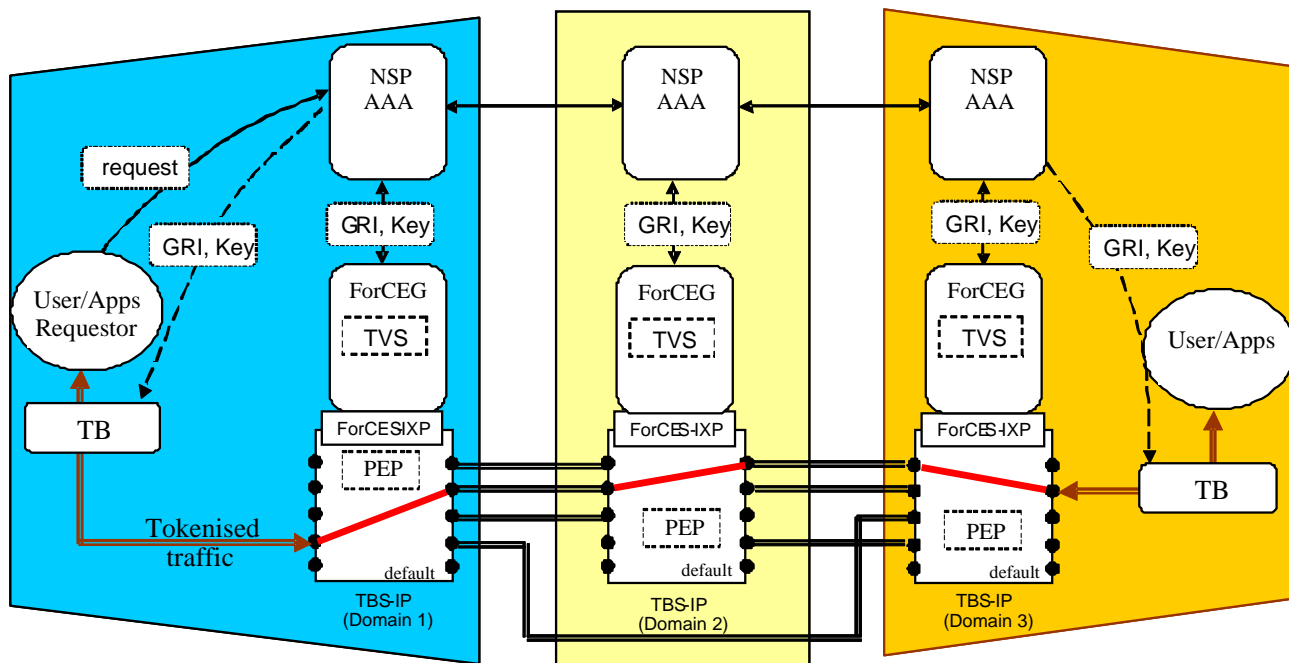 NSP
AAA
NSP
AAA
NSP
AAA
request
GRI, Key
GRI, Key
GRI, Key
GRI, Key
GRI, Key
User/Apps
Requestor
ForCEG
TVS
ForCEG
TVS
ForCEG
TVS
User/Apps
TB
ForCES-IXP
ForCES-IXP
ForCES-IXP
PEP
TB
Tokenised
traffic
PEP
PEP
default
default
default
TBS-IP
(Domain 1)
TBS-IP
(Domain 2)
TBS-IP
(Domain 3)